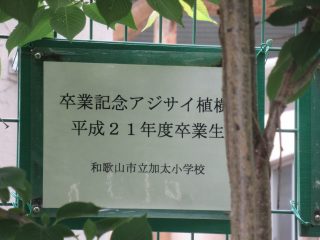 卒業記念アジサイ植樹
平成21年度卒業生
和歌山市立加太小学校